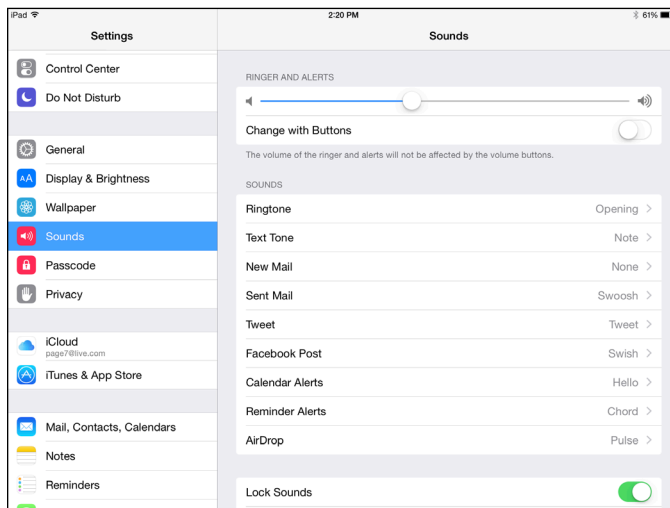 iPad 2:20 PM 61%
Settings
Control Center
Do Not Disturb
General
AA Display & Brightness
Wallpaper
Sounds
Passcode
Privacy
iCloud
page7@live.com
iTunes & App Store
Mail, Contacts, Calendars
Notes
Reminders
Sounds
RINGER AND ALERTS
Change with Buttons
The volume of the ringer and alerts will not be affected by the volume buttons.
SOUNDS
Ringtone Opening >
Text Tone Note >
New Mail None >
Sent Mail Swoosh >
Tweet Tweet >
Facebook Post Swish >
Calendar Alerts Hello >
Reminder Alerts Chord >
AirDrop Pulse >
Lock Sounds